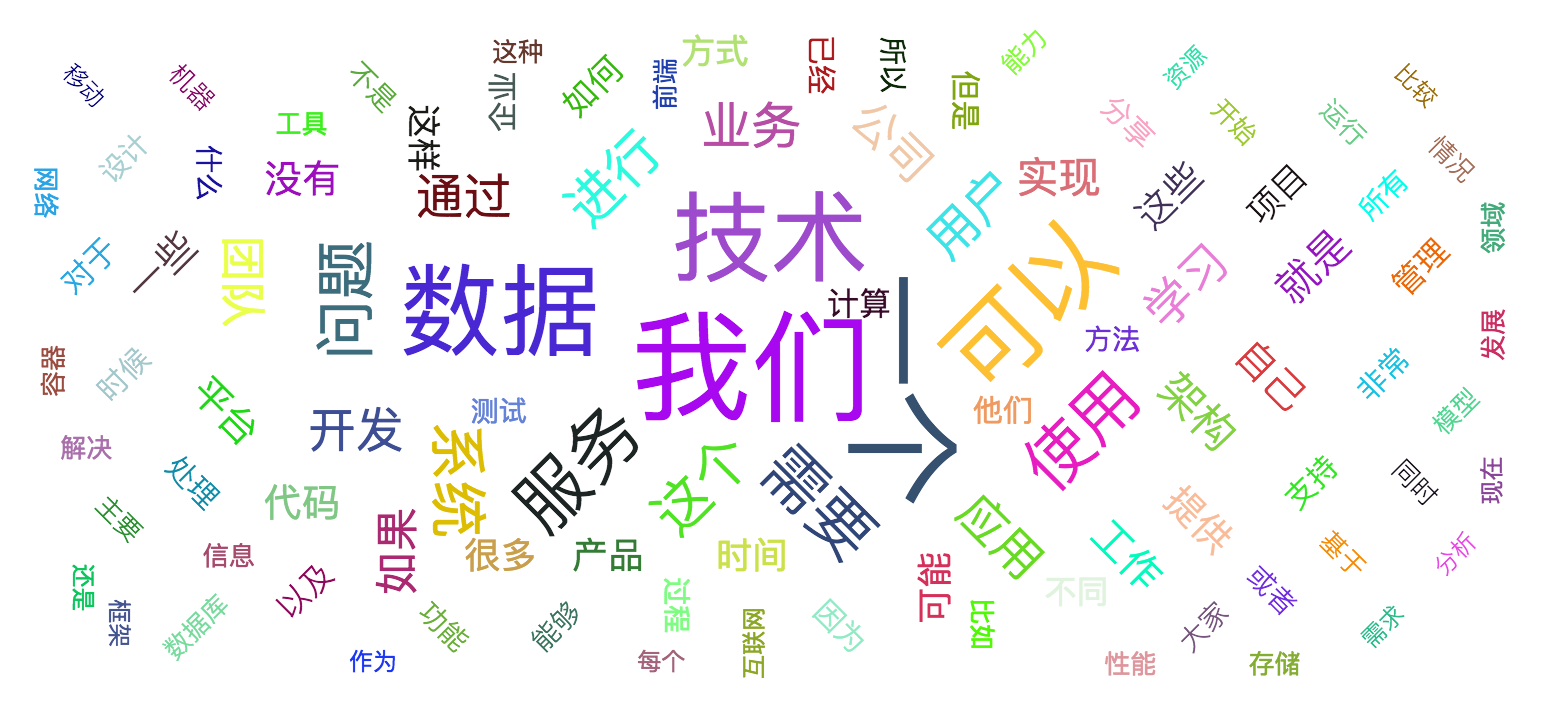 这种
方式
已经
所以
能力
移动
机器
不是
企业
如何
前端
但是
资源
比较
工具
这样
业务
公司
分享
开始
运行
情况
设计
什么
没有
通过
进行
实现
这些
项目
所有
网络
用户
领域
对于
一些
团队
问题
数据
技术
计算
可以
学习
就是
管理
我们
一个
方法
发展
容器
时候
平台
开发
测试
他们
使用
架构
自己
非常
模型
解决
处理
代码
系统
服务
这个
需要
支持
同时
现在
主要
信息
如果
很多
产品
时间
应用
工作
提供
基于
分析
还是
框架
数据库
以及
功能
能够
过程
互联网
因为
可能
比如
不同
或者
大家
需求
作为
每个
性能
存储